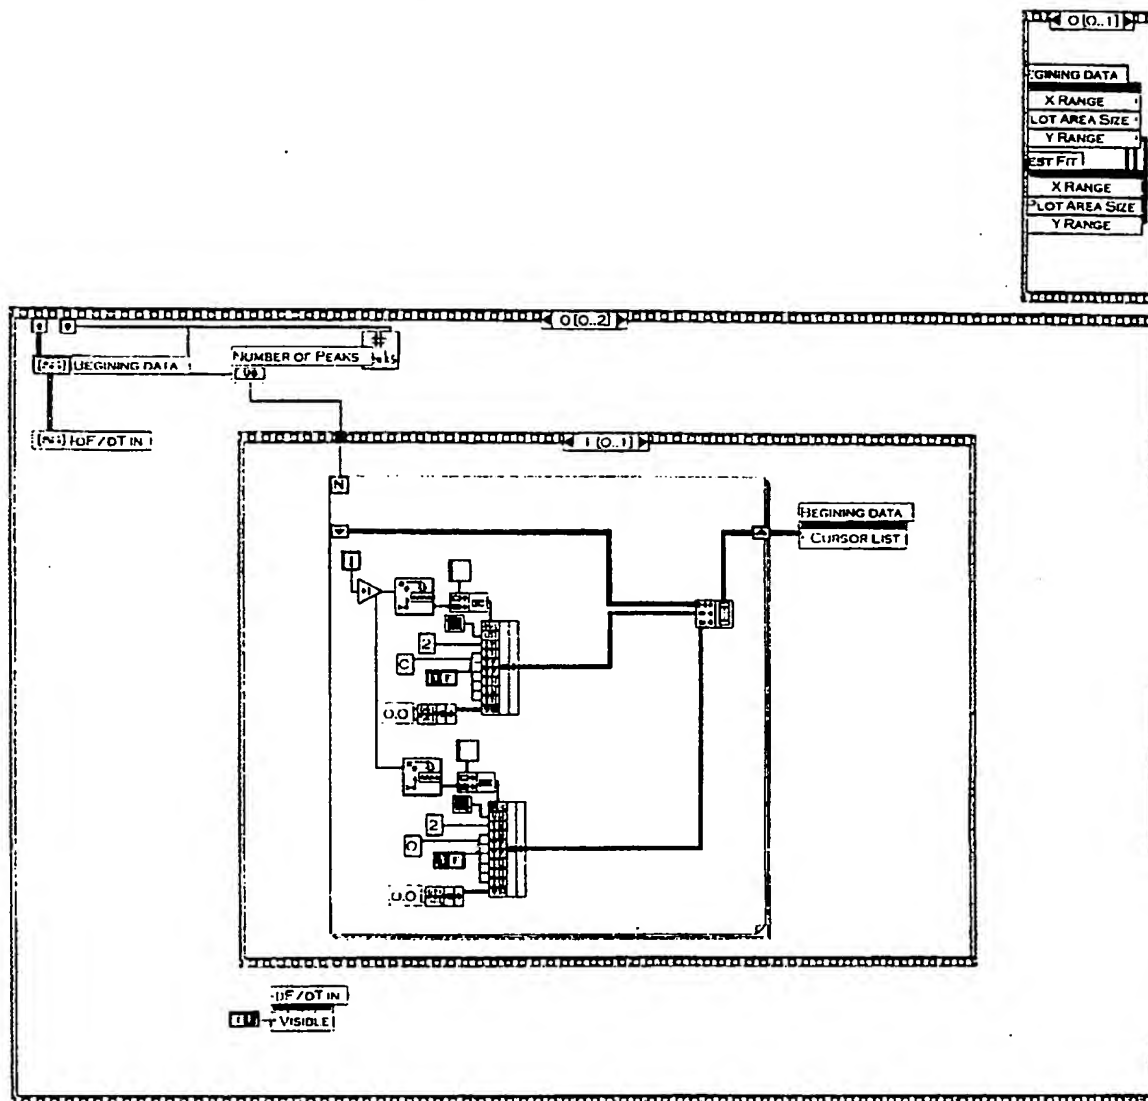 0 [0..1]
EGINING DATA
X RANGE
LOT AREA SIZE
Y RANGE
EST FIT
X RANGE
PLOT AREA SIZE
Y RANGE
0 [0..2]
#
BEGINING DATA
NUMBER OF PEAKS
DF/DT IN
1 [0..1]
N
BEGINING DATA
CURSOR LIST
I
+1
2
0
F
0.0
2
0
F
0.0
DF/DT IN
VISIBLE